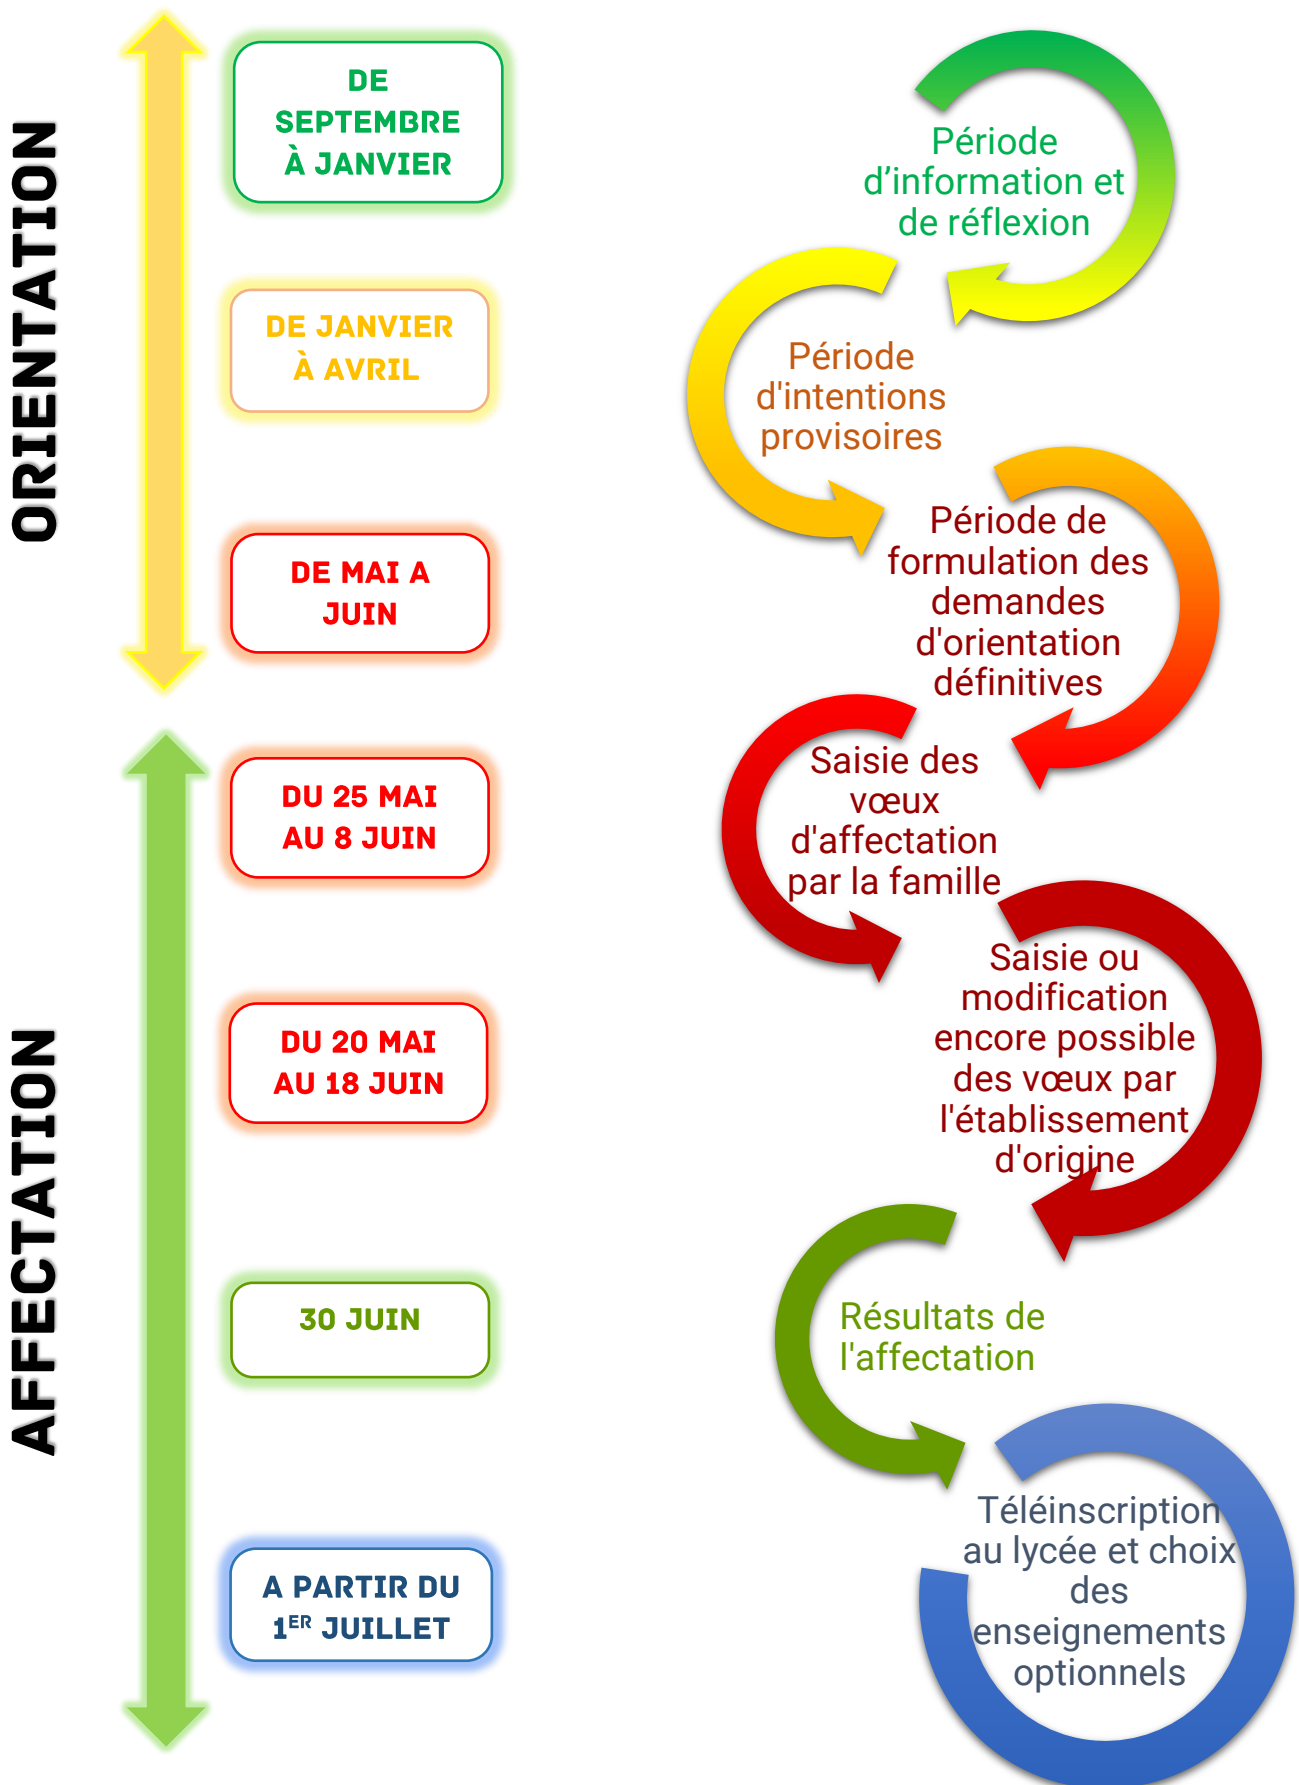 ORIENTATION
DE
SEPTEMBRE
À JANVIER
Période
d’information et
de réflexion
DE JANVIER
À AVRIL
Période
d'intentions
provisoires
DE MAI A
JUIN
Période de
formulation des
demandes
d'orientation
définitives
AFFECTATION
DU 25 MAI
AU 8 JUIN
Saisie des
vœux
d'affectation
par la famille
DU 20 MAI
AU 18 JUIN
Saisie ou
modification
encore possible
des vœux par
l'établissement
d'origine
30 JUIN
Résultats de
l'affectation
A PARTIR DU
1ER JUILLET
Téléinscription
au lycée et choix
des
enseignements
optionnels